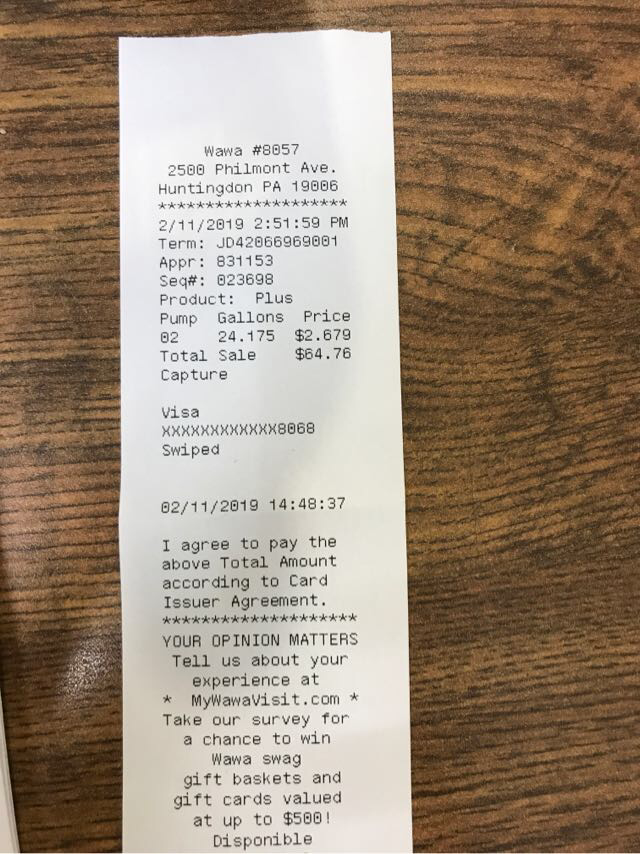 Wawa #8057
2500 Philmont Ave.
Huntingdon PA 19006
********************
2/11/2019 2:51:59 PM
Term: JD42066969001
Appr: 831153
Seq#: 023698
Product: Plus
Pump Gallons Price
02 24.175 $2.679
Total Sale $64.76
Capture
Visa
XXXXXXXXXXXX8068
Swiped
02/11/2019 14:48:37
I agree to pay the
above Total Amount
according to Card
Issuer Agreement.
********************
YOUR OPINION MATTERS
Tell us about your
experience at
* MyWawaVisit.com *
Take our survey for
a chance to win
Wawa swag
gift baskets and
gift cards valued
at up to $500!
Disponible